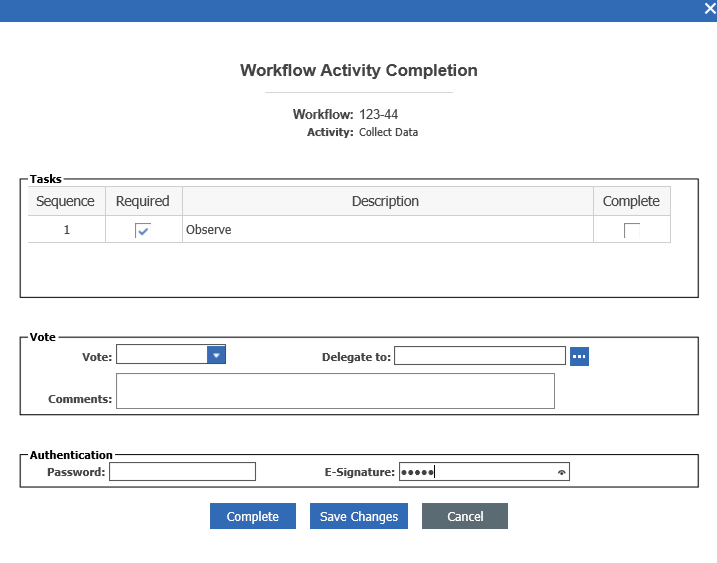 Workflow Activity Completion
Workflow: 123-44
Activity: Collect Data
Tasks
Sequence Required Description Complete
1 Observe
Vote
Vote: Delegate to:
Comments:
Authentication
Password: E-Signature: •••••
Complete Save Changes Cancel